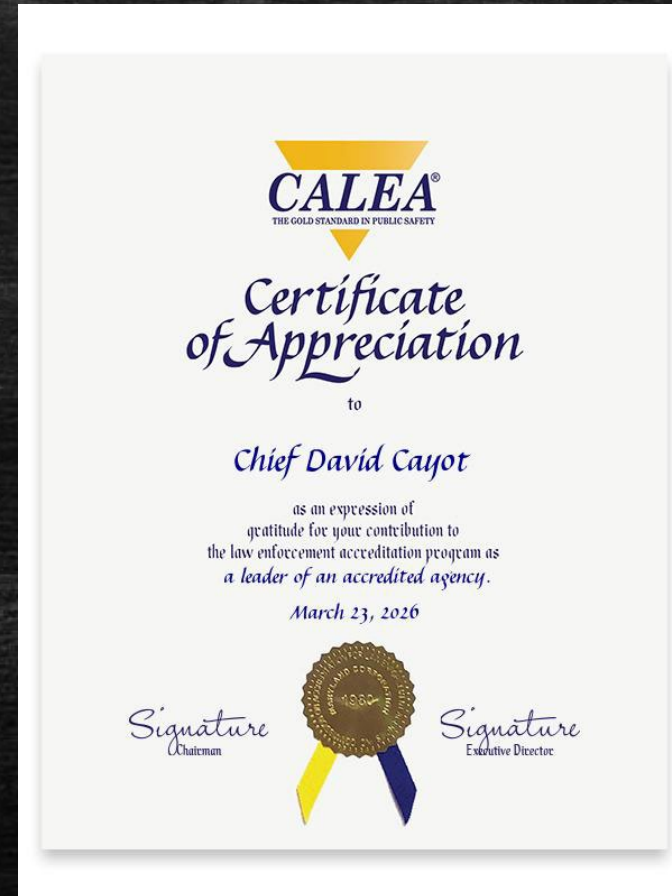 CALEA®
THE GOLD STANDARD IN PUBLIC SAFETY
Certificate
of Appreciation
to
Chief David Cayot
as an expression of
gratitude for your contribution to
the law enforcement accreditation program as
a leader of an accredited agency.
March 23, 2026
MARYLAND CORPORATION
1980
Signature
Chairman
Signature
Executive Director